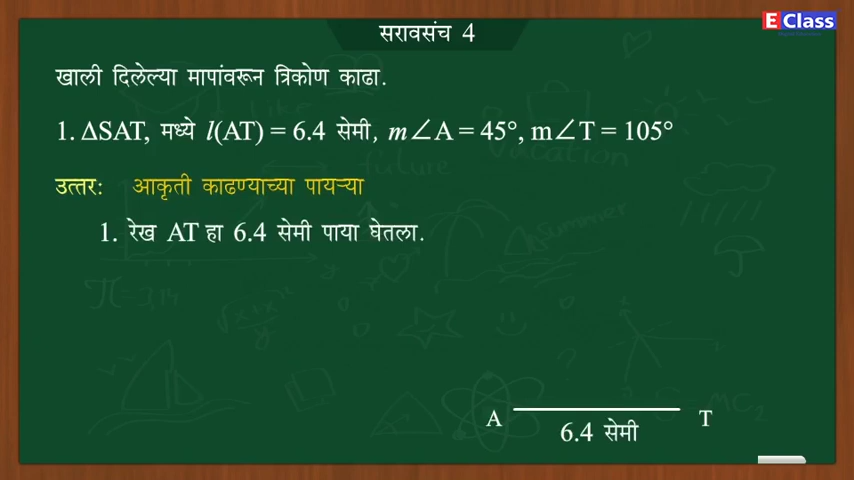 E Class
सरावसंच 4
खाली दिलेल्या मापांवरून त्रिकोण काढा.
1. ΔSAT, मध्ये l(AT) = 6.4 सेमी, m∠A = 45°, m∠T = 105°
उत्तर: आकृती काढण्याच्या पायऱ्या
1. रेख AT हा 6.4 सेमी पाया घेतला.
A T
6.4 सेमी